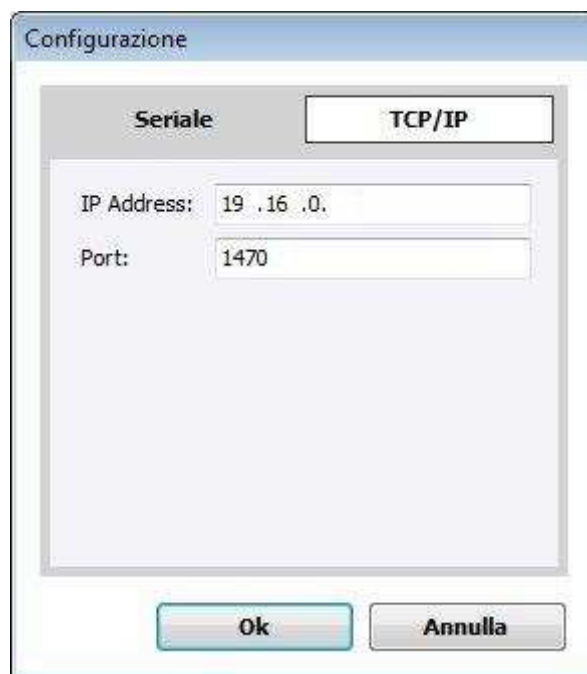 Configurazione
Seriale TCP/IP
IP Address: 19 .16 .0.
Port: 1470
Ok Annulla